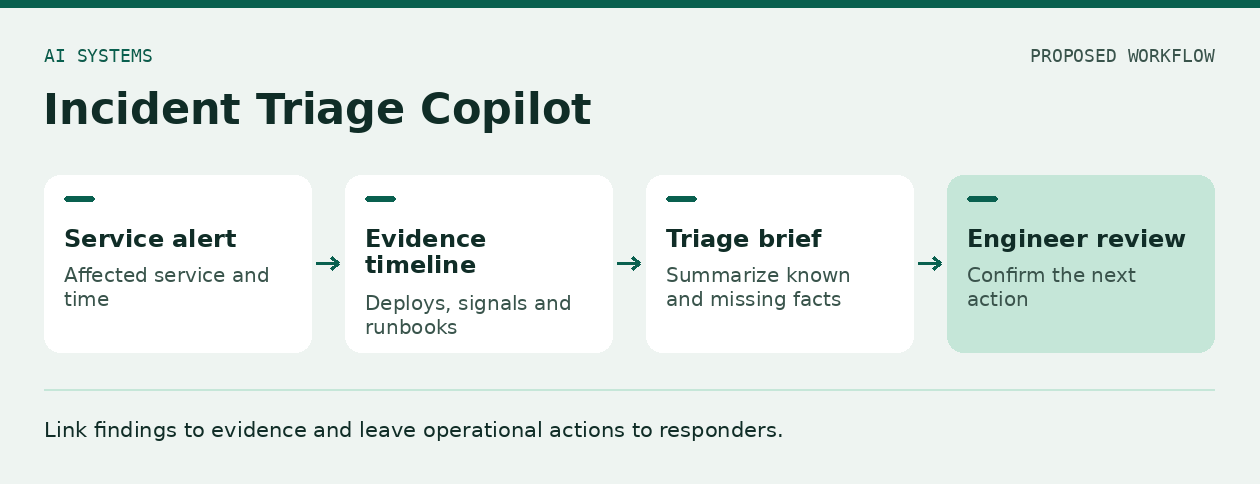 AI SYSTEMS
PROPOSED WORKFLOW
Incident Triage Copilot
Service alert
Affected service and
time
Evidence
timeline
Deploys, signals and
runbooks
Triage brief
Summarize known
and missing facts
Engineer review
Confirm the next
action
Link findings to evidence and leave operational actions to responders.